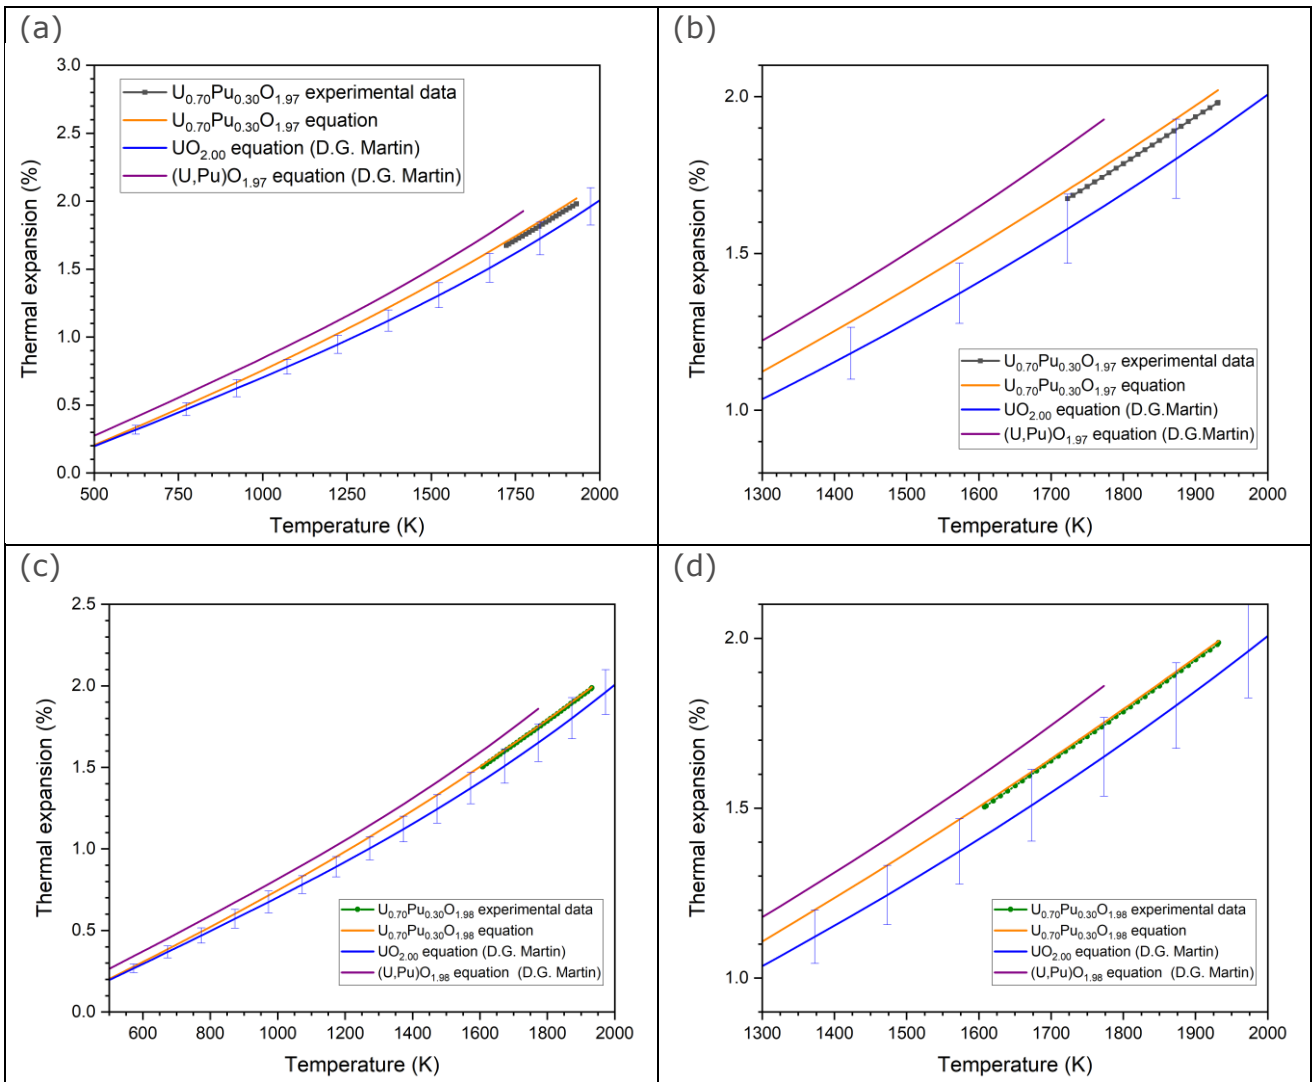 (a)
3.0
2.5
2.0
1.5
1.0
0.5
0.0
Thermal expansion (%)
U0.70Pu0.30O1.97 experimental data
U0.70Pu0.30O1.97 equation
UO2.00 equation (D.G. Martin)
(U,Pu)O1.97 equation (D.G. Martin)
500 750 1000 1250 1500 1750 2000
Temperature (K)
(b)
2.0
1.5
1.0
Thermal expansion (%)
U0.70Pu0.30O1.97 experimental data
U0.70Pu0.30O1.97 equation
UO2.00 equation (D.G.Martin)
(U,Pu)O1.97 equation (D.G.Martin)
1300 1400 1500 1600 1700 1800 1900 2000
Temperature (K)
(c)
2.5
2.0
1.5
1.0
0.5
0.0
Thermal expansion (%)
U0.70Pu0.30O1.98 experimental data
U0.70Pu0.30O1.98 equation
UO2.00 equation (D.G. Martin)
(U,Pu)O1.98 equation (D.G. Martin)
600 800 1000 1200 1400 1600 1800 2000
Temperature (K)
(d)
2.0
1.5
1.0
Thermal expansion (%)
U0.70Pu0.30O1.98 experimental data
U0.70Pu0.30O1.98 equation
UO2.00 equation (D.G. Martin)
(U,Pu)O1.98 equation (D.G. Martin)
1300 1400 1500 1600 1700 1800 1900 2000
Temperature (K)